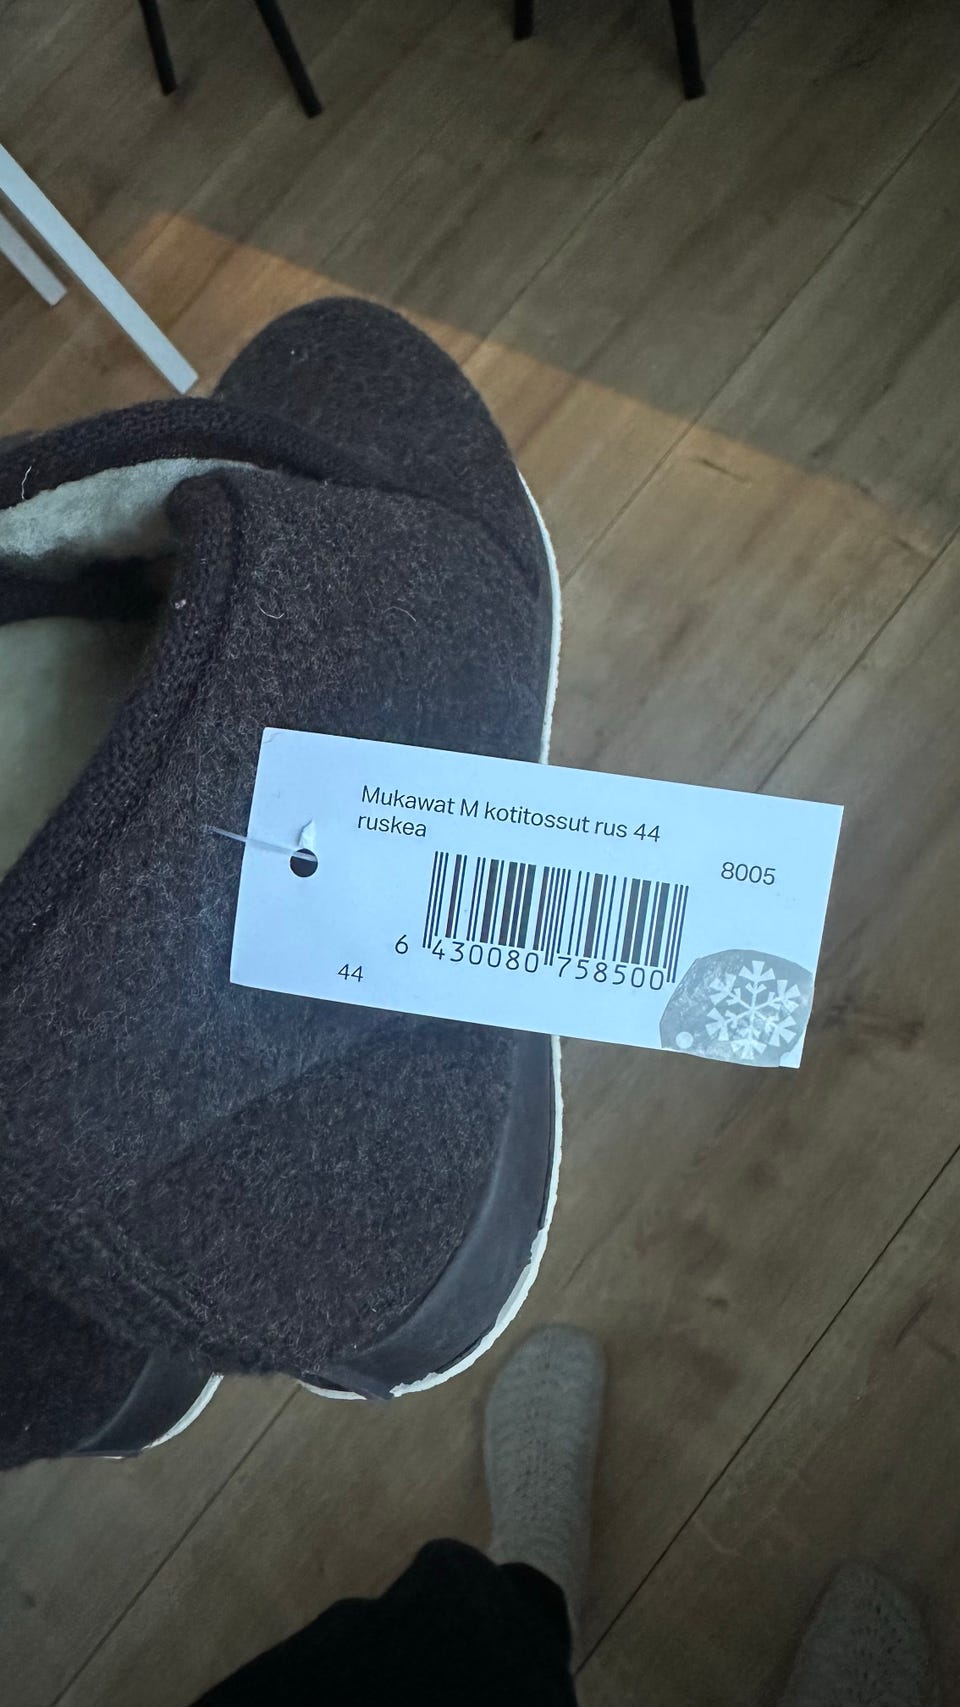 Mukawat M kotitossut rus 44
ruskea
8005
6 430080 758500
44